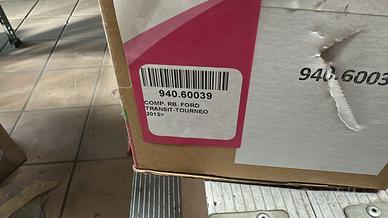 940.60039
COMP. RB. FORD
TRANSIT-TOURNEO
2012>
940.6003